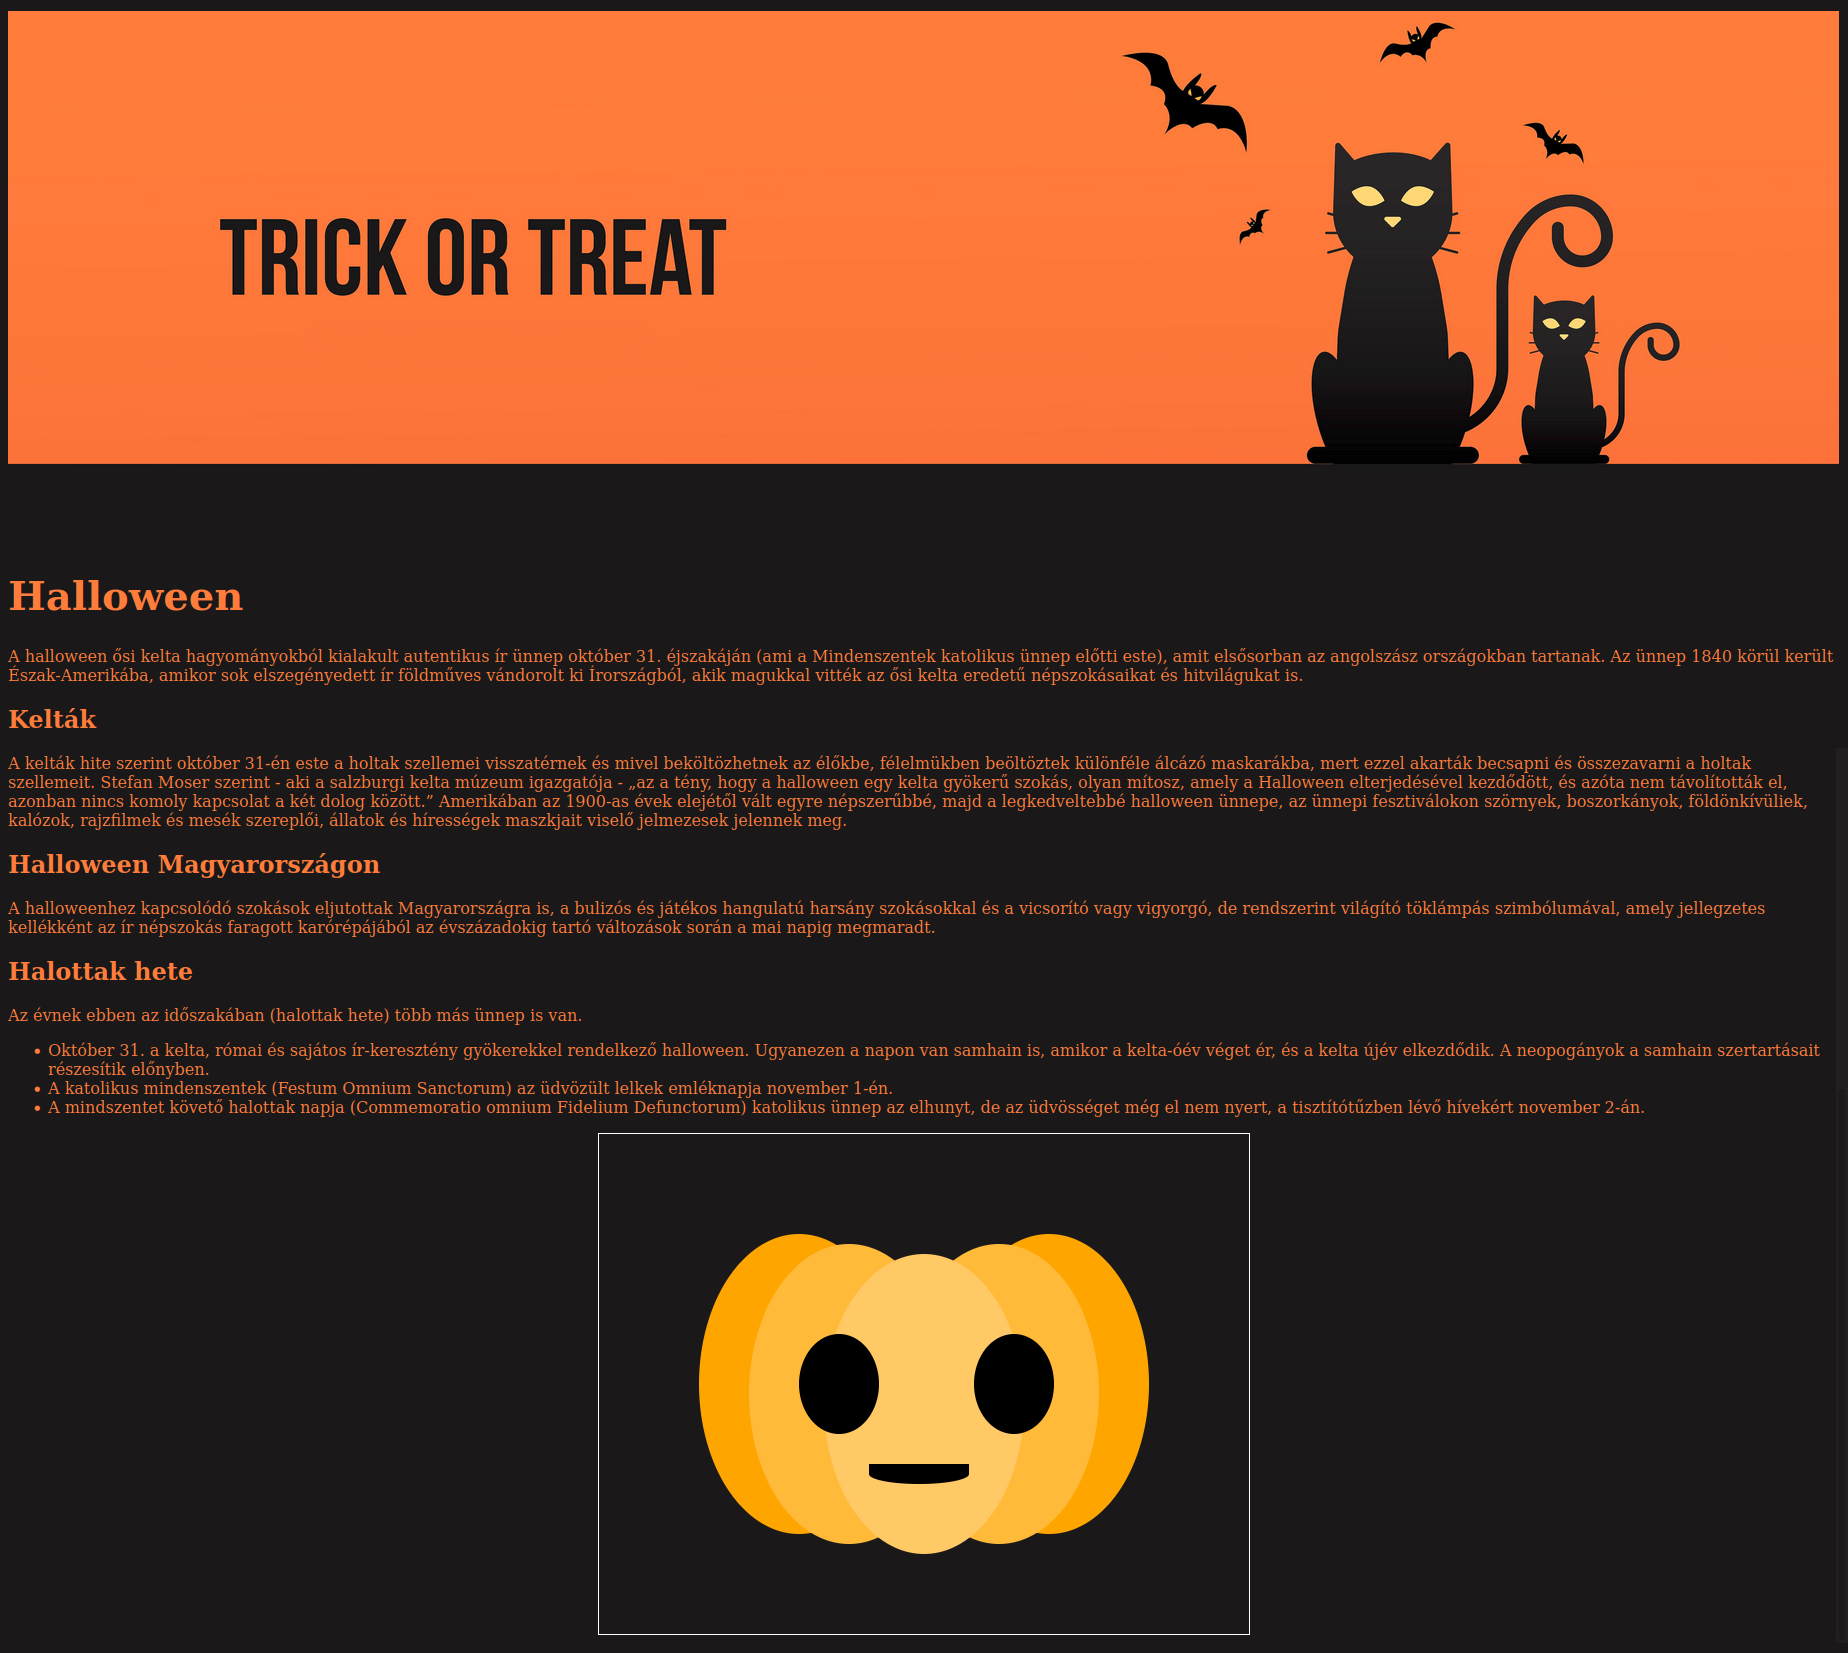 TRICK OR TREAT
Halloween
A halloween ősi kelta hagyományokból kialakult autentikus ír ünnep október 31. éjszakáján (ami a Mindenszentek katolikus ünnep előtti este), amit elsősorban az angolszász országokban tartanak. Az ünnep 1840 körül került
Észak-Amerikába, amikor sok elszegényedett ír földműves vándorolt ki Írországból, akik magukkal vitték az ősi kelta eredetű népszokásaikat és hitvilágukat is.
Kelták
A kelták hite szerint október 31-én este a holtak szellemei visszatérnek és mivel beköltözhetnek az élőkbe, félelmükben beöltöztek különféle álcázó maskarákba, mert ezzel akarták becsapni és összezavarni a holtak
szellemeit. Stefan Moser szerint - aki a salzburgi kelta múzeum igazgatója - „az a tény, hogy a halloween egy kelta gyökerű szokás, olyan mítosz, amely a Halloween elterjedésével kezdődött, és azóta nem távolították el,
azonban nincs komoly kapcsolat a két dolog között.” Amerikában az 1900-as évek elejétől vált egyre népszerűbbé, majd a legkedveltebbé halloween ünnepe, az ünnepi fesztiválokon szörnyek, boszorkányok, földönkívüliek,
kalózok, rajzfilmek és mesék szereplői, állatok és hírességek maszkjait viselő jelmezesek jelennek meg.
Halloween Magyarországon
A halloweenhez kapcsolódó szokások eljutottak Magyarországra is, a bulizós és játékos hangulatú harsány szokásokkal és a vicsorító vagy vigyorgó, de rendszerint világító töklámpás szimbólumával, amely jellegzetes
kellékként az ír népszokás faragott karórépájából az évszázadokig tartó változások során a mai napig megmaradt.
Halottak hete
Az évnek ebben az időszakában (halottak hete) több más ünnep is van.
• Október 31. a kelta, római és sajátos ír-keresztény gyökerekkel rendelkező halloween. Ugyanezen a napon van samhain is, amikor a kelta-óév véget ér, és a kelta újév elkezdődik. A neopogányok a samhain szertartásait
részesítik előnyben.
• A katolikus mindenszentek (Festum Omnium Sanctorum) az üdvözült lelkek emléknapja november 1-én.
• A mindszentet követő halottak napja (Commemoratio omnium Fidelium Defunctorum) katolikus ünnep az elhunyt, de az üdvösséget még el nem nyert, a tisztítótűzben lévő hívekért november 2-án.